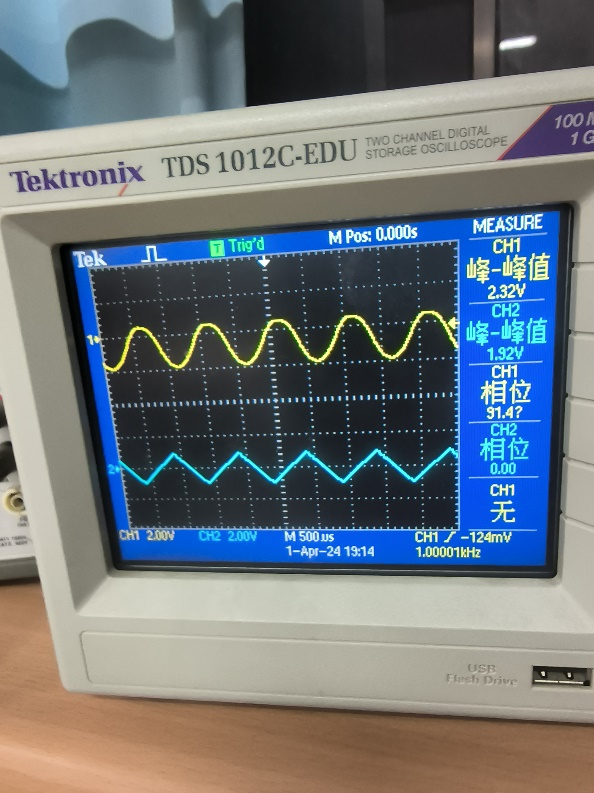 Tektronix TDS 1012C-EDU TWO CHANNEL DIGITAL
STORAGE OSCILLOSCOPE
100 M
1 G
Tek T Trig'd M Pos: 0.000s MEASURE
CH1
峰-峰值
2.32V
CH2
峰-峰值
1.92V
CH1
相位
91.4?
CH2
相位
0.00
CH1
无
1
2
CH1 2.00V CH2 2.00V M 500µs CH1 -124mV
1-Apr-24 19:14 1.00001kHz
USB
Flash Drive